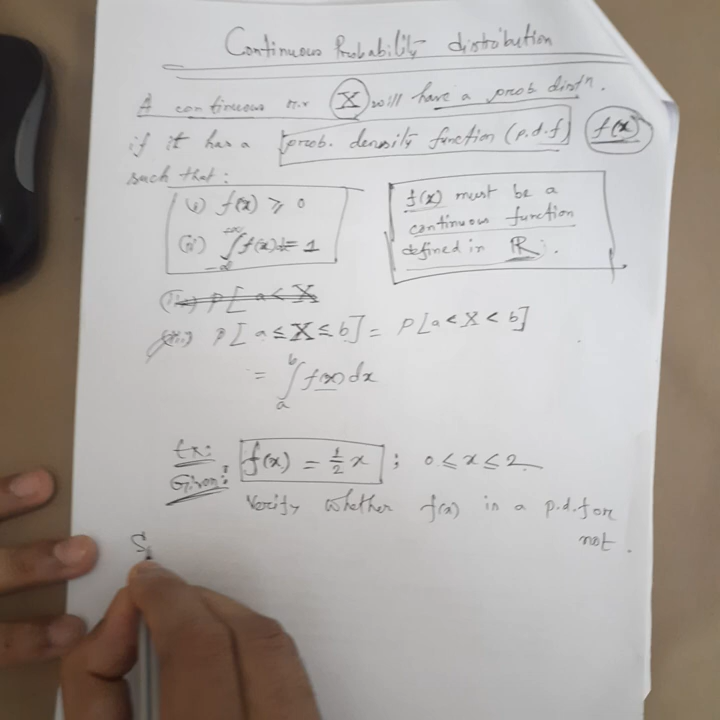 Continuous Probability distribution
A continuous r.v X will have a prob. distn.
if it has a prob. density function (p.d.f) f(x)
such that:
(i) f(x) ≥ 0
(ii) ∫_{-∞}^{+∞} f(x)dx = 1
f(x) must be a
continuous function
defined in ℝ.
(iii) P[ a < X
(iii) P[a ≤ X ≤ b] = P[a < X < b]
= ∫_a^b f(x) dx
Ex:
Given: f(x) = 1/2 x ; 0 ≤ x ≤ 2
Verify whether f(x) is a p.d.f or
not.